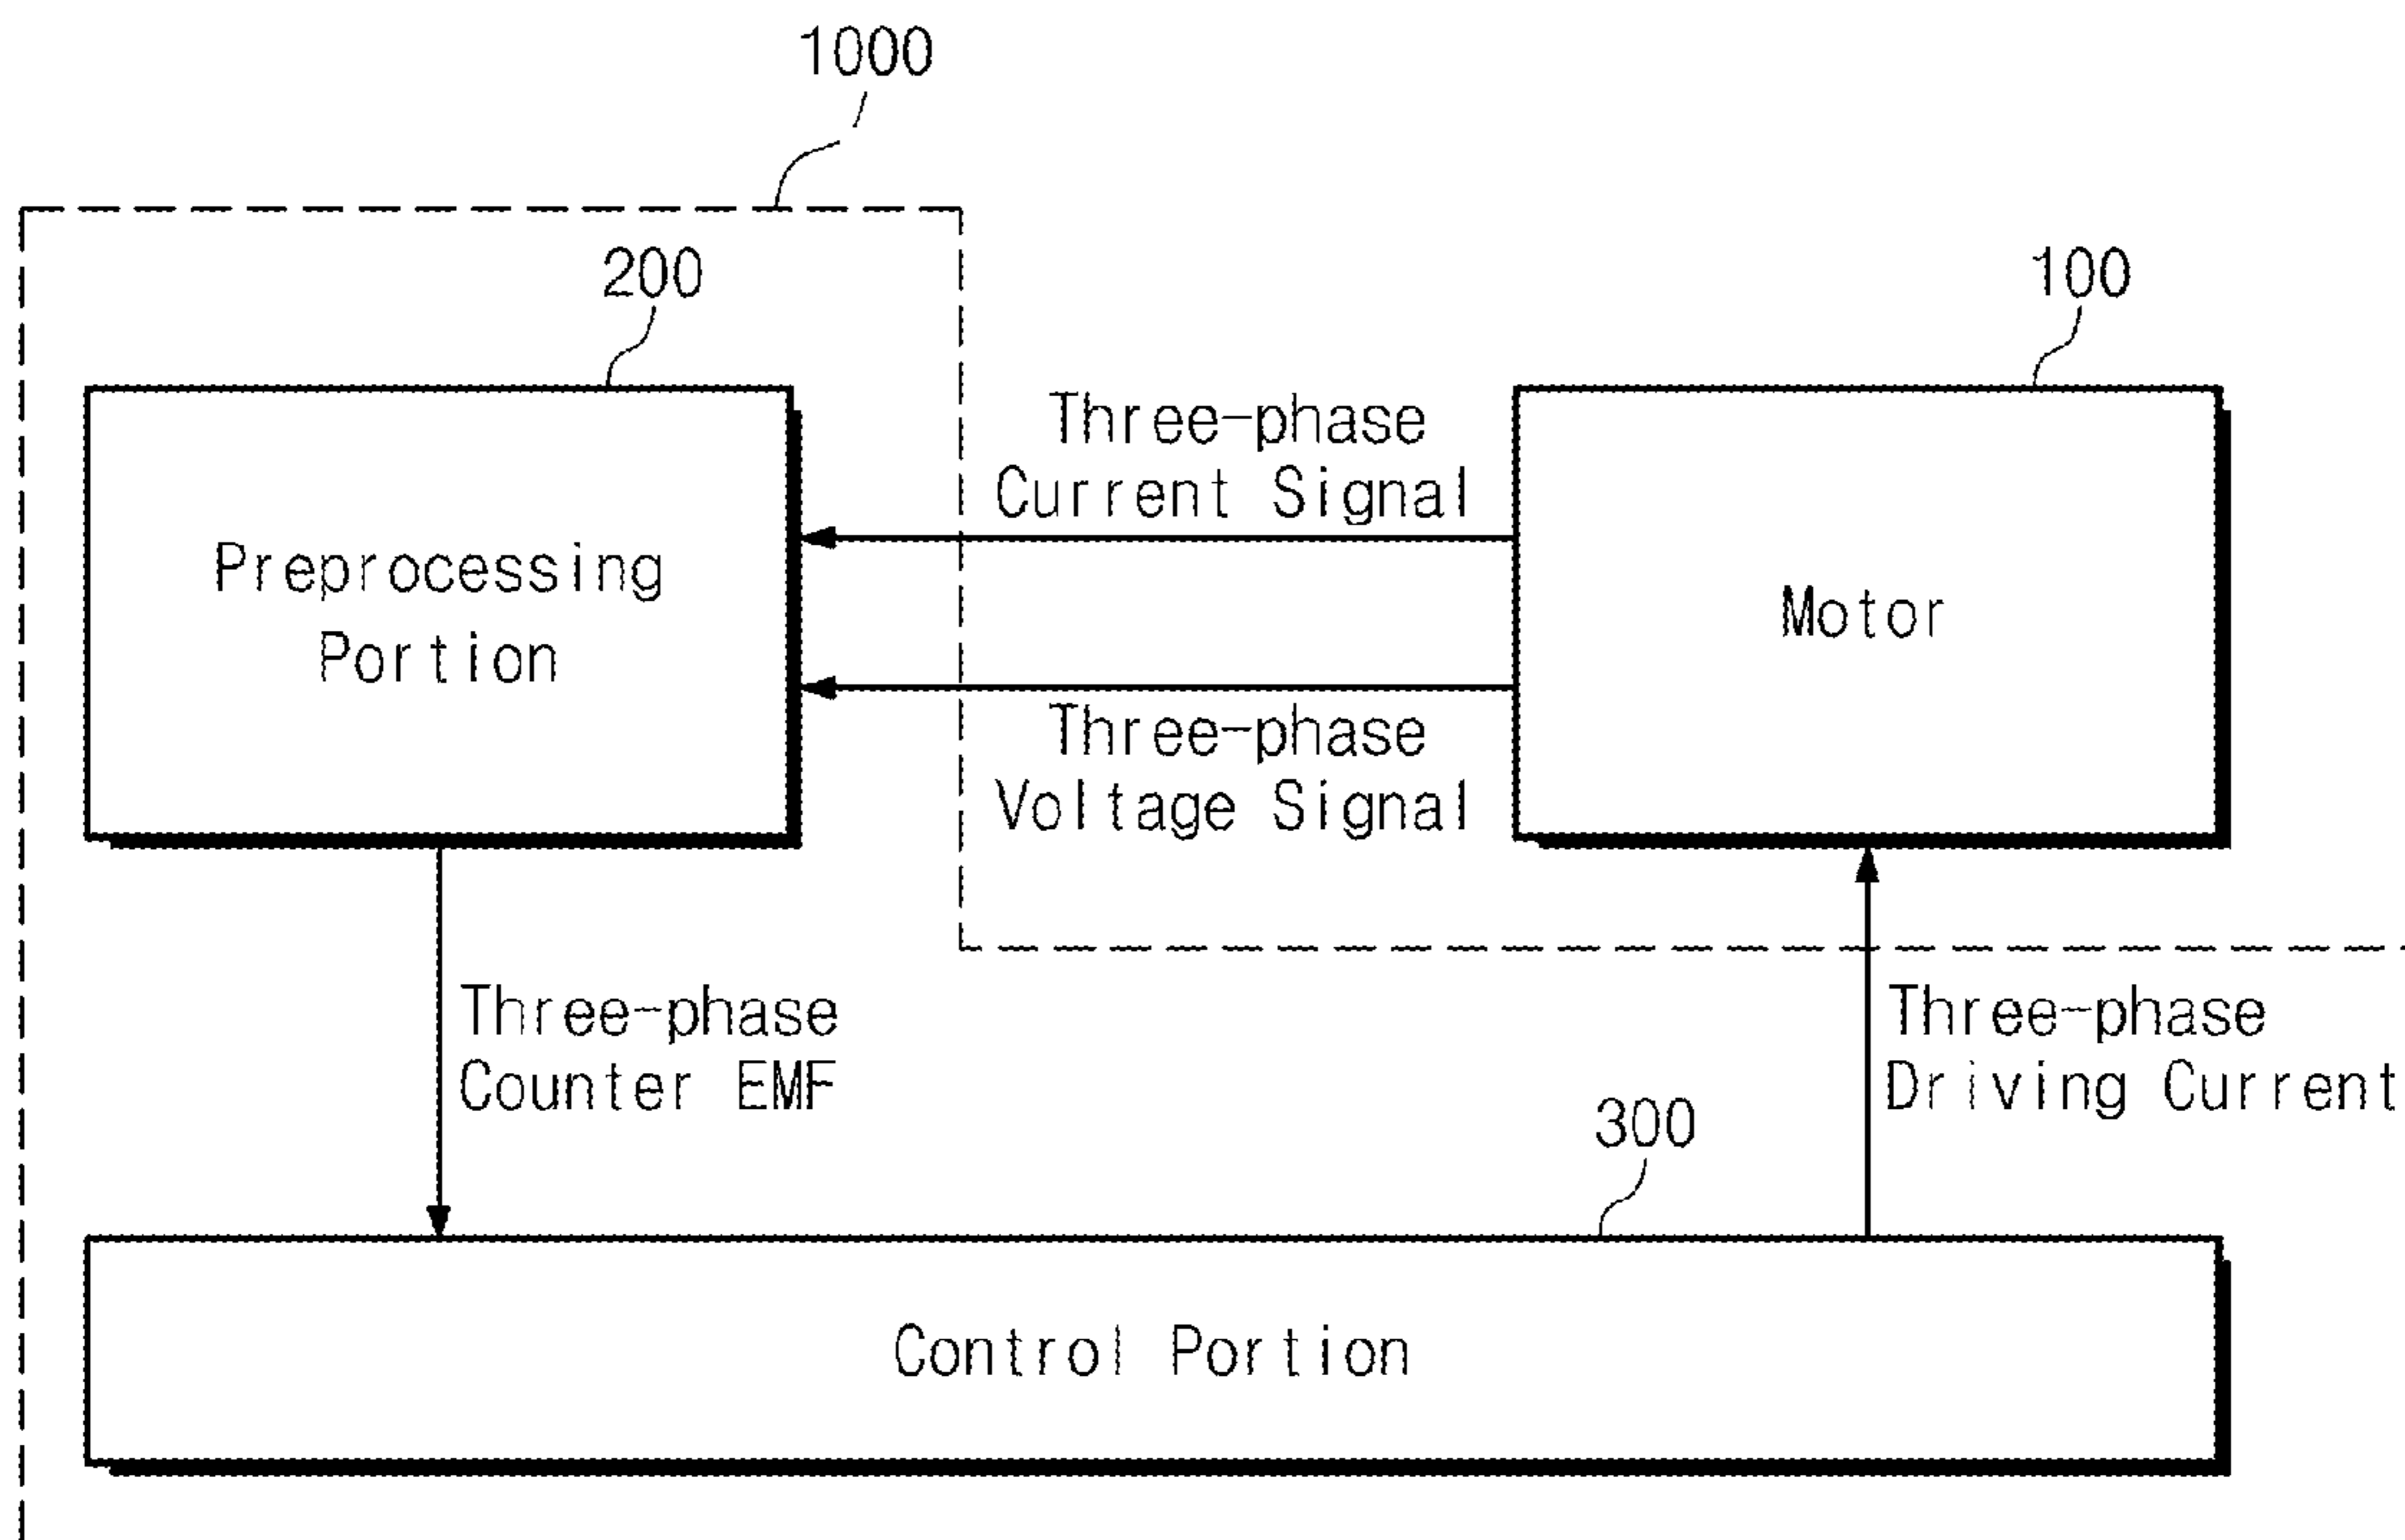 1000
200
100
Three-phase
Current Signal
Preprocessing
Portion
Motor
Three-phase
Voltage Signal
Three-phase
Counter EMF
Three-phase
Driving Current
300
Control Portion